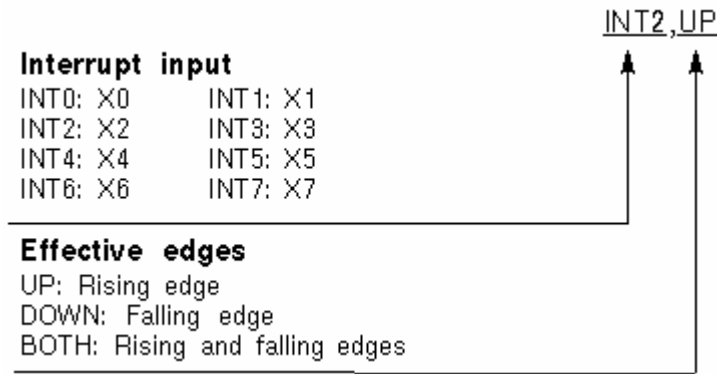 INT2,UP
Interrupt input
INT0: X0 INT1: X1
INT2: X2 INT3: X3
INT4: X4 INT5: X5
INT6: X6 INT7: X7
Effective edges
UP: Rising edge
DOWN: Falling edge
BOTH: Rising and falling edges